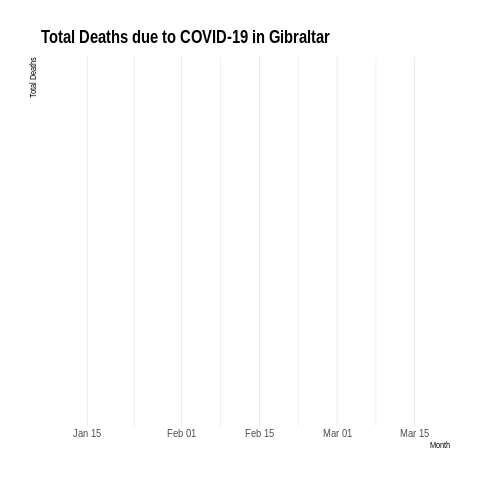 Total Deaths due to COVID-19 in Gibraltar
Total Deaths
Jan 15 Feb 01 Feb 15 Mar 01 Mar 15
Month